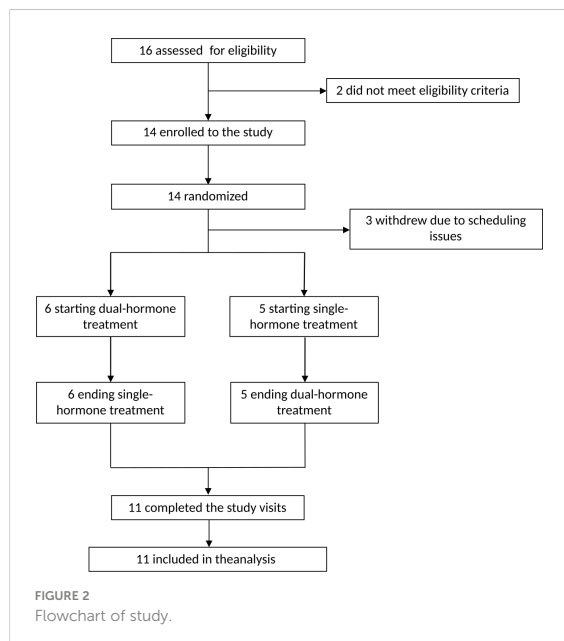 16 assessed for eligibility
2 did not meet eligibility criteria
14 enrolled to the study
14 randomized
3 withdrew due to scheduling
issues
6 starting dual-hormone
treatment
5 starting single-
hormone treatment
6 ending single-
hormone treatment
5 ending dual-hormone
treatment
11 completed the study visits
11 included in theanalysis
FIGURE 2
Flowchart of study.